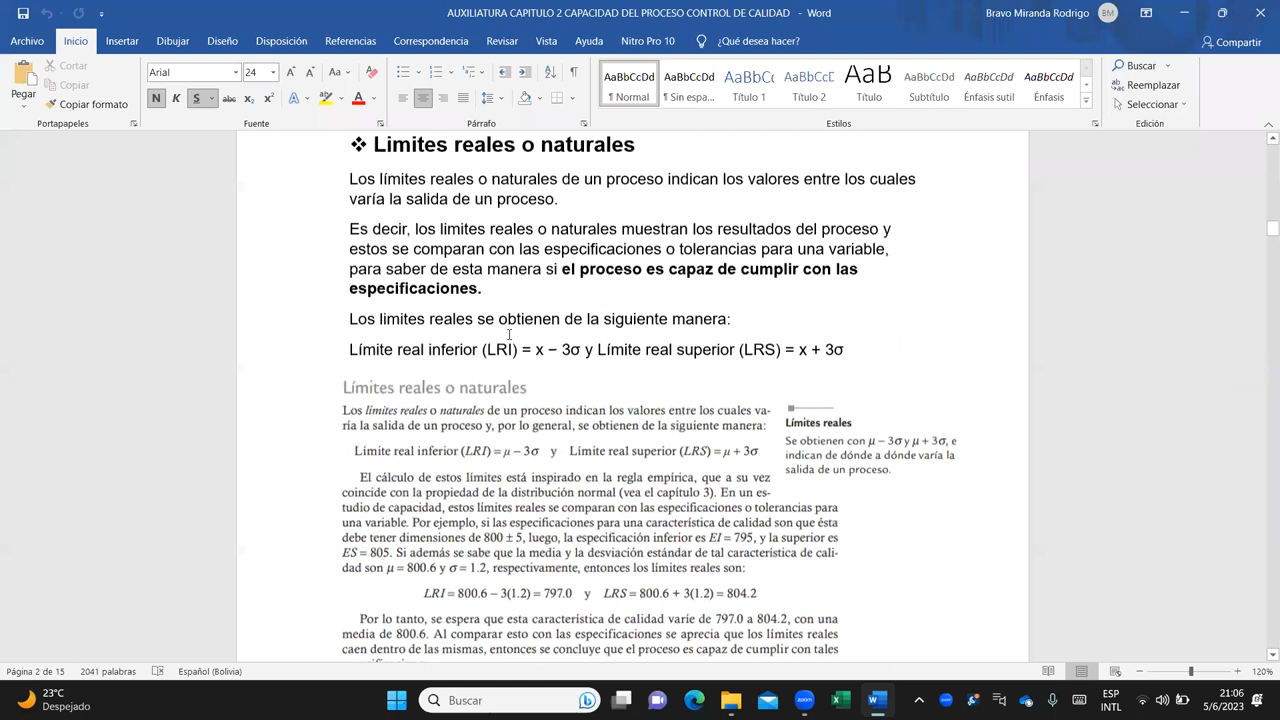 AUXILIATURA CAPITULO 2 CAPACIDAD DEL PROCESO CONTROL DE CALIDAD - Word
Bravo Miranda Rodrigo
BM
Archivo Inicio Insertar Dibujar Diseño Disposición Referencias Correspondencia Revisar Vista Ayuda Nitro Pro 10 ¿Qué desea hacer? Compartir
Pegar
Cortar
Copiar
Copiar formato
Portapapeles
Arial 24
N K S abc x₂ x²
Fuente
Párrafo
AaBbCcDd AaBbCcDd AaBbCc AaBbCcC AaB AaBbCcD AaBbCcDd AaBbCcDd
¶ Normal ¶ Sin espa... Título 1 Título 2 Título Subtítulo Énfasis sutil Énfasis
Estilos
Buscar
Reemplazar
Seleccionar
Edición
❖ Limites reales o naturales
Los límites reales o naturales de un proceso indican los valores entre los cuales
varía la salida de un proceso.
Es decir, los limites reales o naturales muestran los resultados del proceso y
estos se comparan con las especificaciones o tolerancias para una variable,
para saber de esta manera si el proceso es capaz de cumplir con las
especificaciones.
Los limites reales se obtienen de la siguiente manera:
Límite real inferior (LRI) = x − 3σ y Límite real superior (LRS) = x + 3σ
Límites reales o naturales
Los límites reales o naturales de un proceso indican los valores entre los cuales va-
ría la salida de un proceso y, por lo general, se obtienen de la siguiente manera:
Límite real inferior (LRI) = μ − 3σ y Límite real superior (LRS) = μ + 3σ
El cálculo de estos límites está inspirado en la regla empírica, que a su vez
coincide con la propiedad de la distribución normal (vea el capítulo 3). En un es-
tudio de capacidad, estos límites reales se comparan con las especificaciones o tolerancias para
una variable. Por ejemplo, si las especificaciones para una característica de calidad son que ésta
debe tener dimensiones de 800 ± 5, luego, la especificación inferior es EI = 795, y la superior es
ES = 805. Si además se sabe que la media y la desviación estándar de tal característica de cali-
dad son μ = 800.6 y σ = 1.2, respectivamente, entonces los límites reales son:
LRI = 800.6 − 3(1.2) = 797.0 y LRS = 800.6 + 3(1.2) = 804.2
Por lo tanto, se espera que esta característica de calidad varíe de 797.0 a 804.2, con una
media de 800.6. Al comparar esto con las especificaciones se aprecia que los límites reales
caen dentro de las mismas, entonces se concluye que el proceso es capaz de cumplir con tales
Límites reales
Se obtienen con μ − 3σ y μ + 3σ, e
indican de dónde a dónde varía la
salida de un proceso.
Página 2 de 15 2041 palabras Español (Bolivia) 120%
23°C
Despejado
Buscar
zoom
zoom
ESP
INTL
21:06
5/6/2023